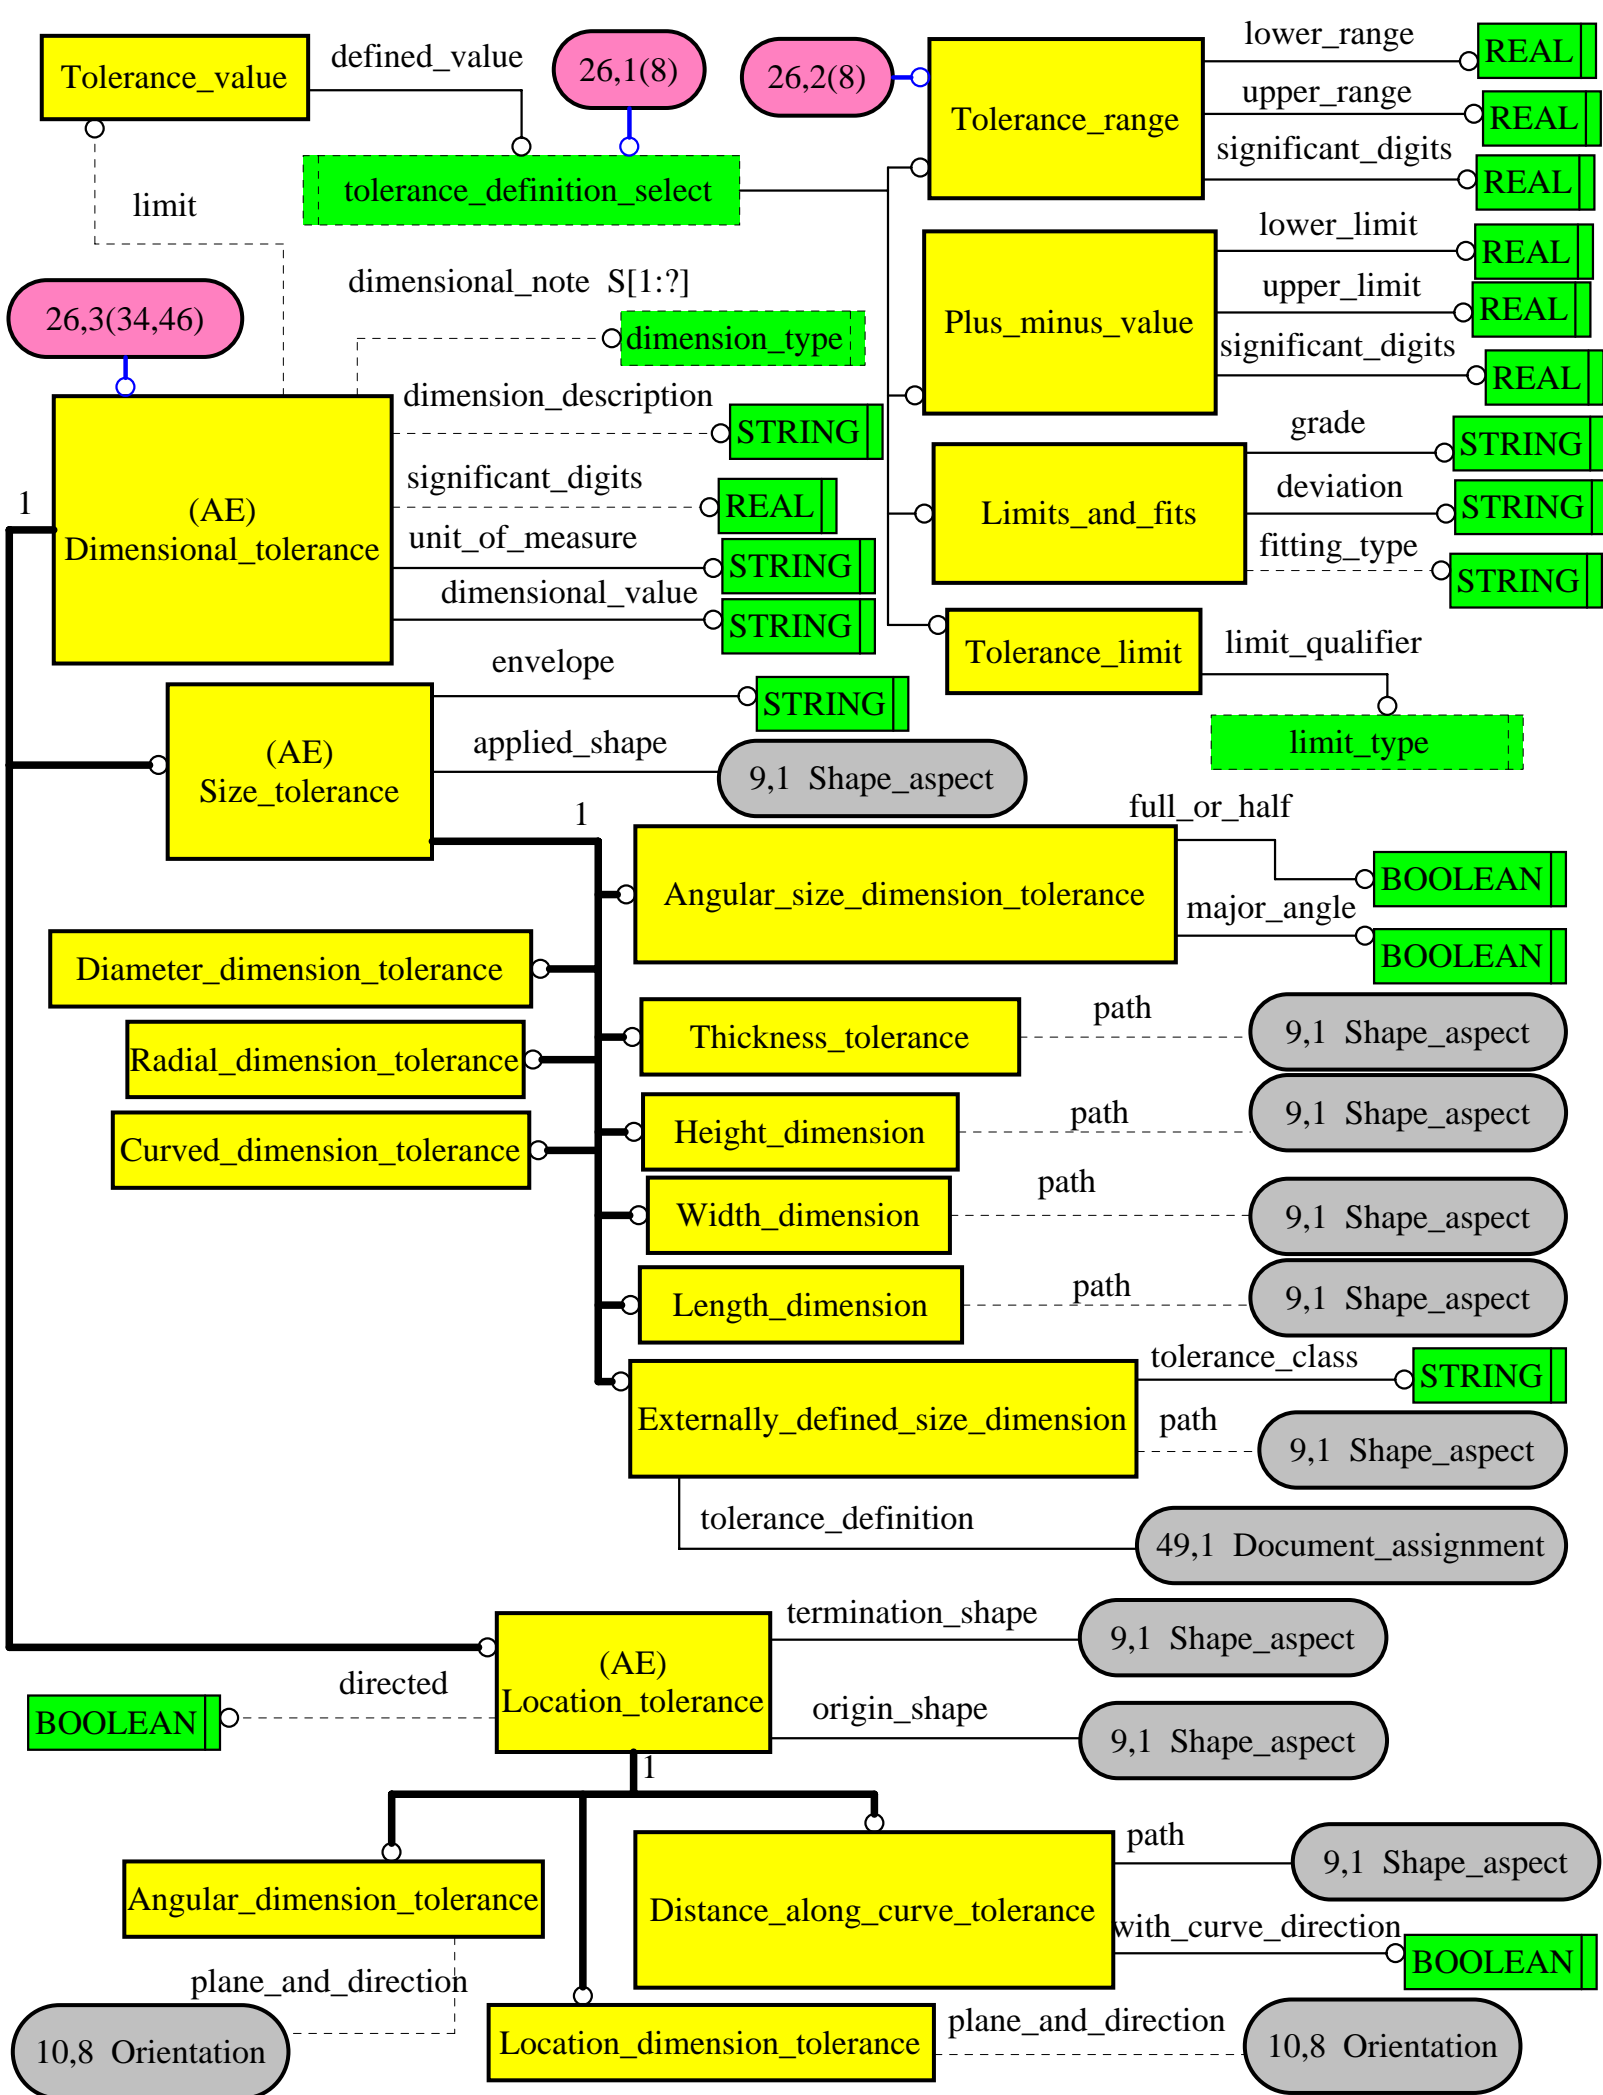 Tolerance_value
defined_value
26,1(8)
26,2(8)
Tolerance_range
lower_range
REAL
upper_range
REAL
significant_digits
REAL
tolerance_definition_select
limit
dimensional_note S[1:?]
dimension_type
26,3(34,46)
Plus_minus_value
lower_limit
REAL
upper_limit
REAL
significant_digits
REAL
dimension_description
STRING
significant_digits
REAL
unit_of_measure
STRING
dimensional_value
STRING
1
(AE)
Dimensional_tolerance
Limits_and_fits
grade
STRING
deviation
STRING
fitting_type
STRING
Tolerance_limit
limit_qualifier
limit_type
envelope
STRING
(AE)
Size_tolerance
applied_shape
9,1 Shape_aspect
1
Angular_size_dimension_tolerance
full_or_half
BOOLEAN
major_angle
BOOLEAN
Diameter_dimension_tolerance
Radial_dimension_tolerance
Curved_dimension_tolerance
Thickness_tolerance
path
9,1 Shape_aspect
Height_dimension
path
9,1 Shape_aspect
Width_dimension
path
9,1 Shape_aspect
Length_dimension
path
9,1 Shape_aspect
Externally_defined_size_dimension
tolerance_class
STRING
path
9,1 Shape_aspect
tolerance_definition
49,1 Document_assignment
(AE)
Location_tolerance
termination_shape
9,1 Shape_aspect
directed
BOOLEAN
origin_shape
9,1 Shape_aspect
1
Angular_dimension_tolerance
Distance_along_curve_tolerance
path
9,1 Shape_aspect
with_curve_direction
BOOLEAN
plane_and_direction
10,8 Orientation
Location_dimension_tolerance
plane_and_direction
10,8 Orientation